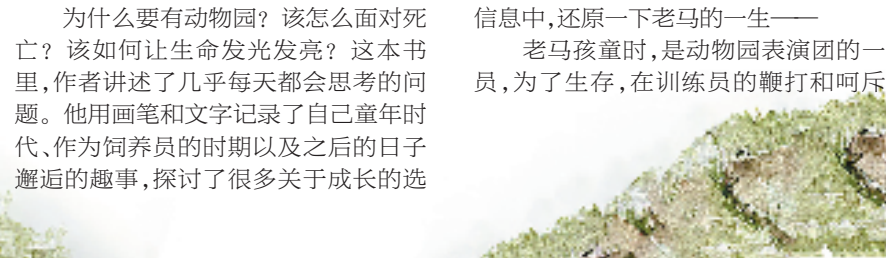 为什么要有动物园？该怎么面对死
亡？该如何让生命发光发亮？这本书
里，作者讲述了几乎每天都会思考的问
题。他用画笔和文字记录了自己童年时
代、作为饲养员的时期以及之后的日子
邂逅的趣事，探讨了很多关于成长的选
信息中，还原一下老马的一生——
老马孩童时，是动物园表演团的一
员，为了生存，在训练员的鞭打和呵斥